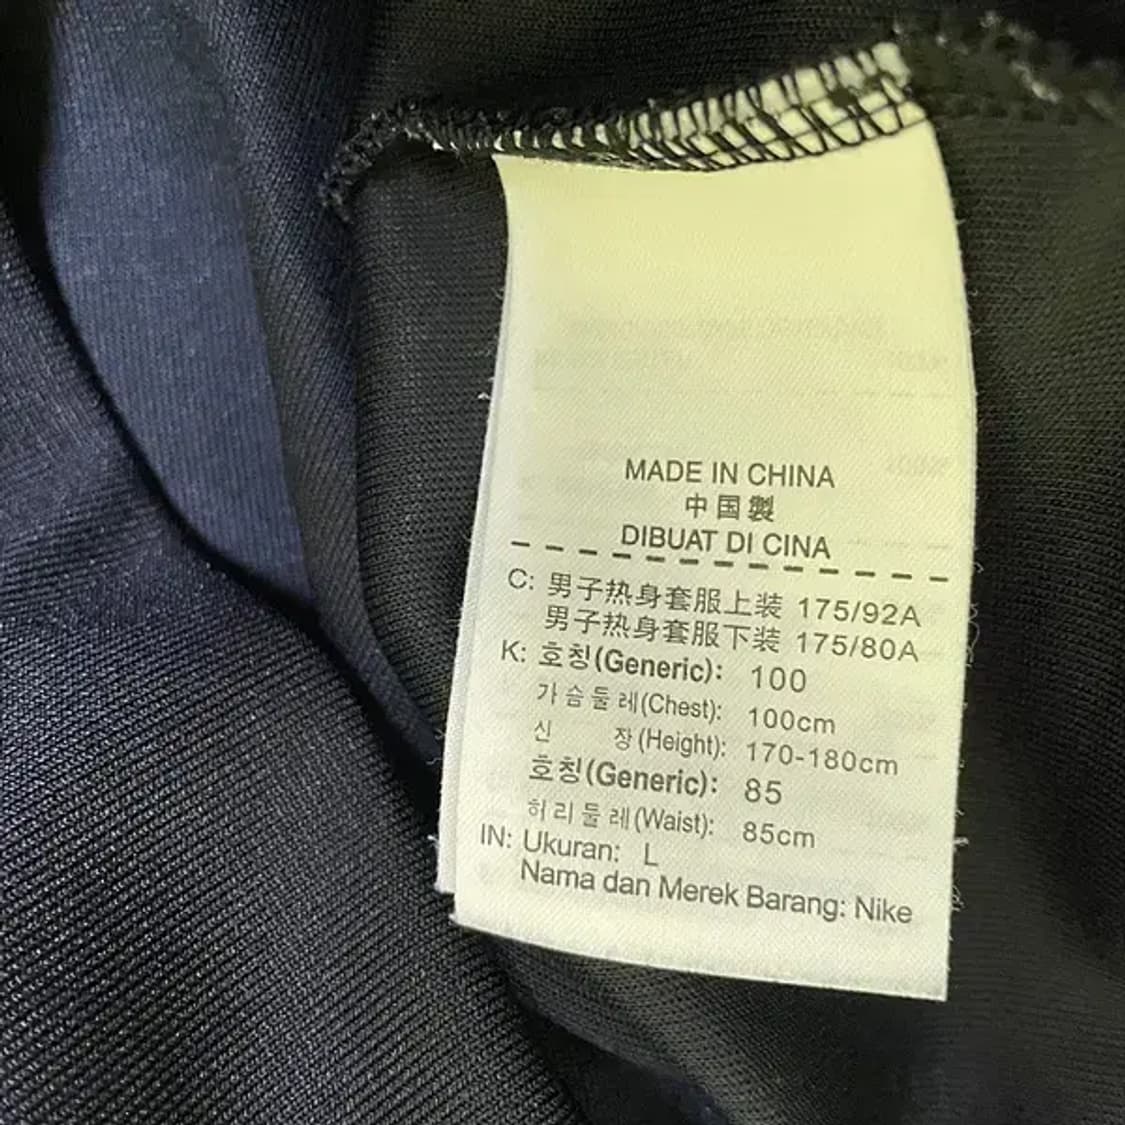 MADE IN CHINA
中国製
DIBUAT DI CINA
C: 男子热身套服上装 175/92A
男子热身套服下装 175/80A
K: 호칭(Generic): 100
가슴둘레(Chest): 100cm
신 장(Height): 170-180cm
호칭(Generic): 85
허리둘레(Waist): 85cm
IN: Ukuran: L
Nama dan Merek Barang: Nike